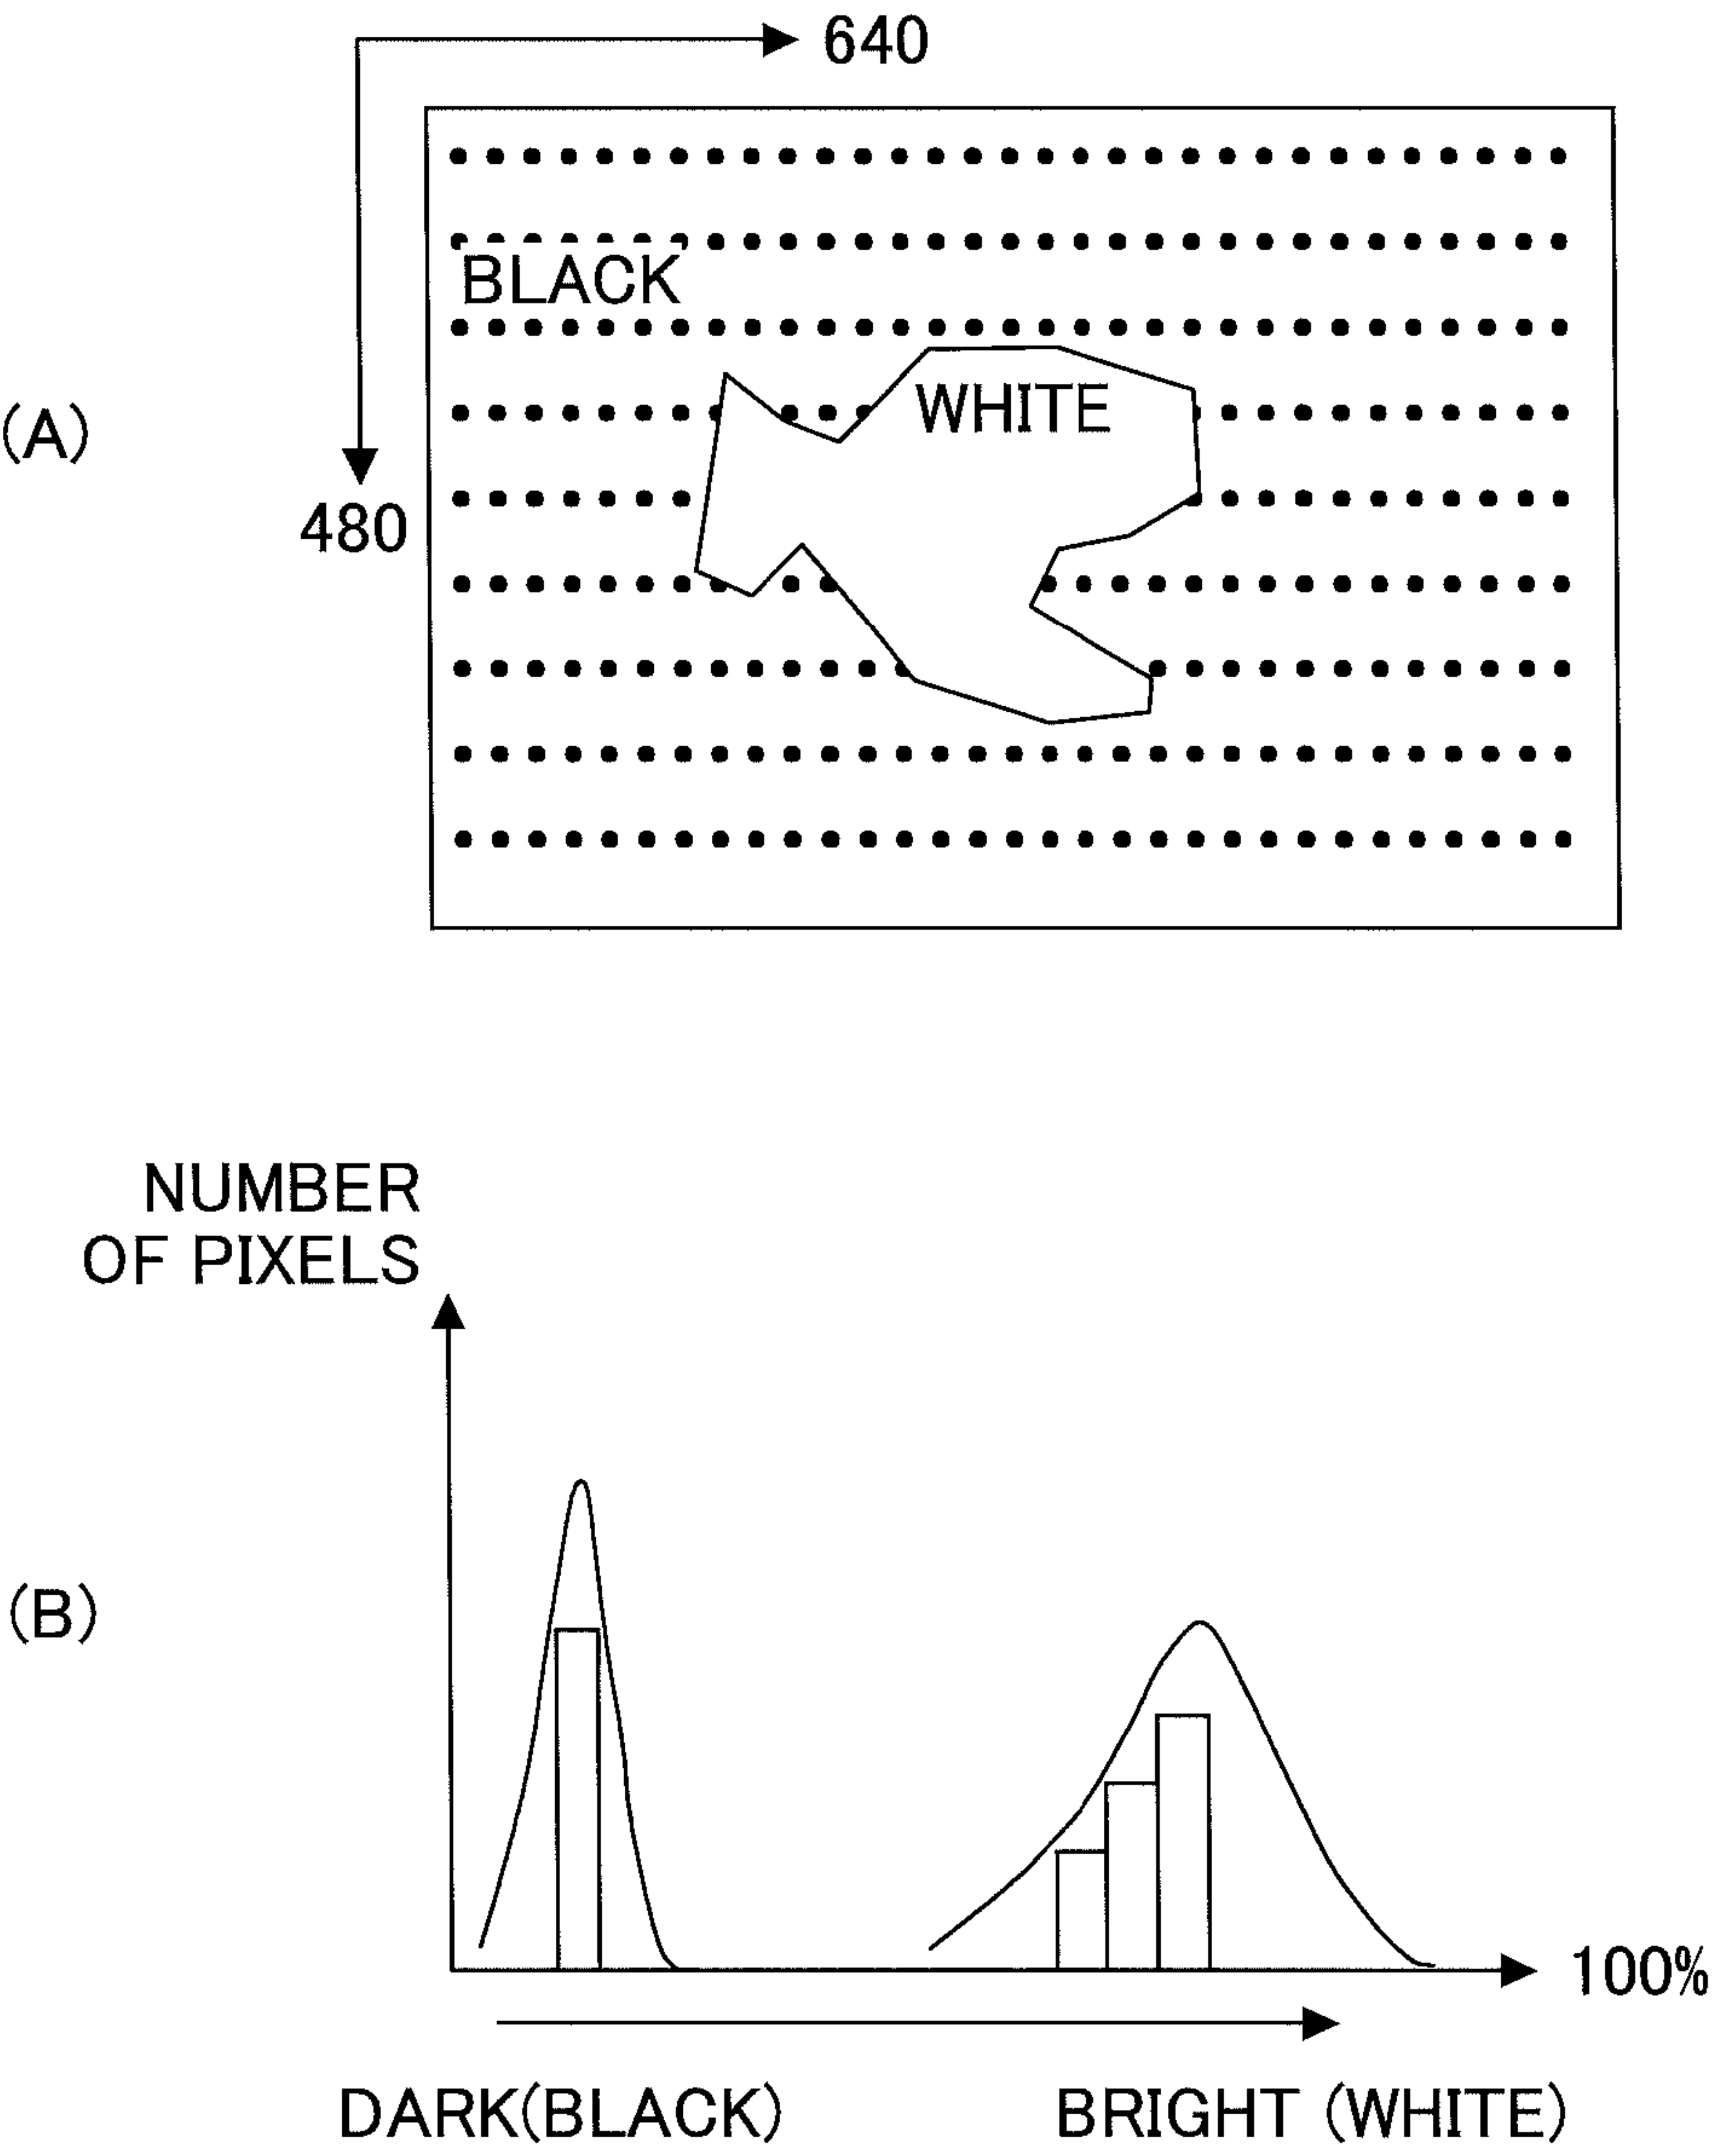 640
BLACK
WHITE
(A)
480
NUMBER
OF PIXELS
(B)
100%
DARK(BLACK)
BRIGHT (WHITE)